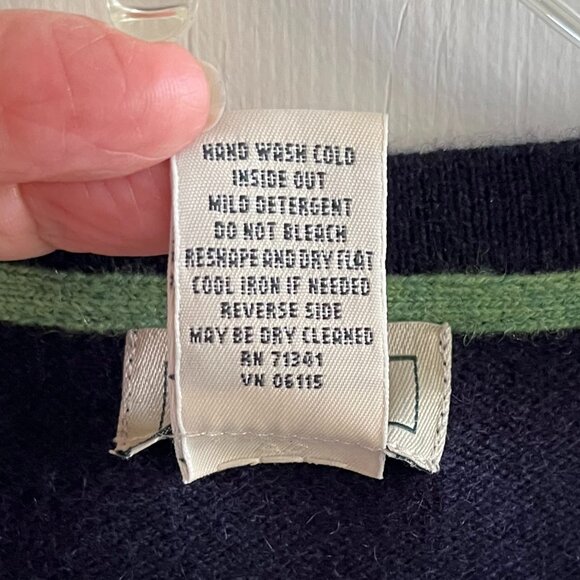 HAND WASH COLD
INSIDE OUT
MILD DETERGENT
DO NOT BLEACH
RESHAPE AND DRY FLAT
COOL IRON IF NEEDED
REVERSE SIDE
MAY BE DRY CLEANED
RN 71341
VN 06115